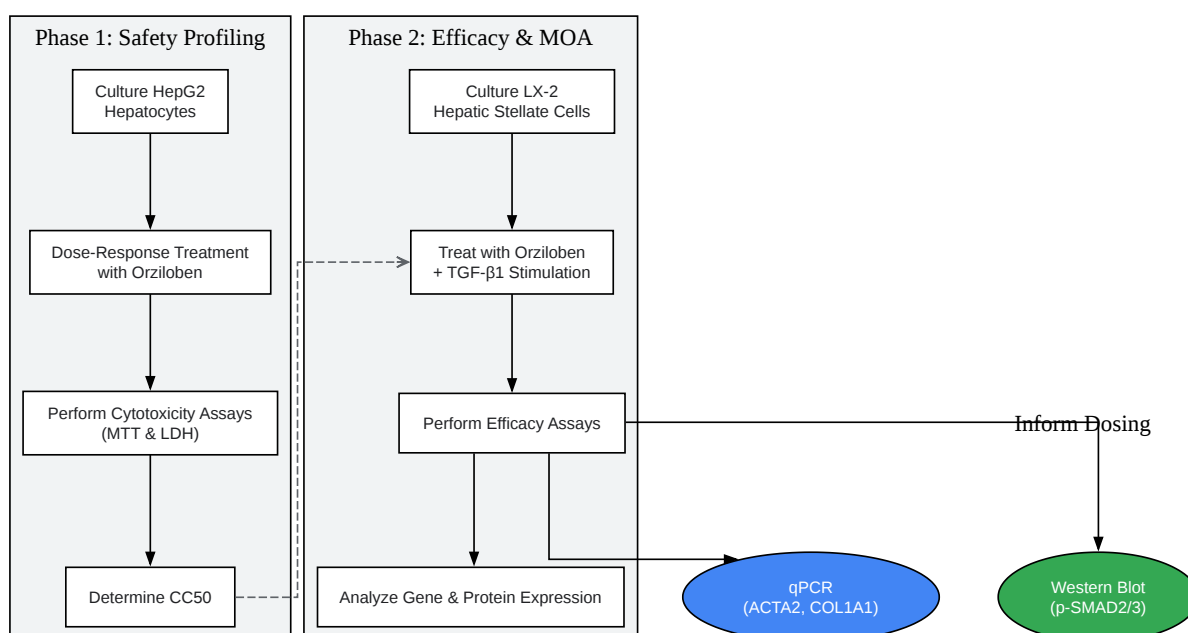 Phase 1: Safety Profiling
Culture HepG2
Hepatocytes
Dose-Response Treatment
with Orziloben
Perform Cytotoxicity Assays
(MTT & LDH)
Determine CC50
Phase 2: Efficacy & MOA
Culture LX-2
Hepatic Stellate Cells
Treat with Orziloben
+ TGF-β1 Stimulation
Perform Efficacy Assays
Analyze Gene & Protein Expression
Inform Dosing
qPCR
(ACTA2, COL1A1)
Western Blot
(p-SMAD2/3)